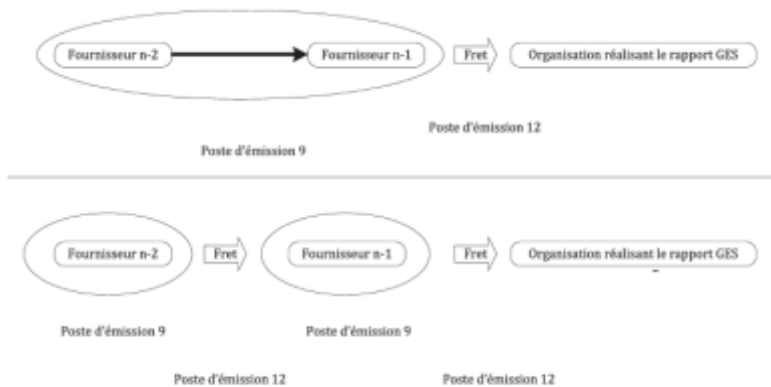 Fournisseur n-2 Fournisseur n-1 Fret Organisation réalisant le rapport GES
Poste d'émission 12
Poste d'émission 9
Fournisseur n-2 Fret Fournisseur n-1 Fret Organisation réalisant le rapport GES
Poste d'émission 9 Poste d'émission 9
Poste d'émission 12 Poste d'émission 12